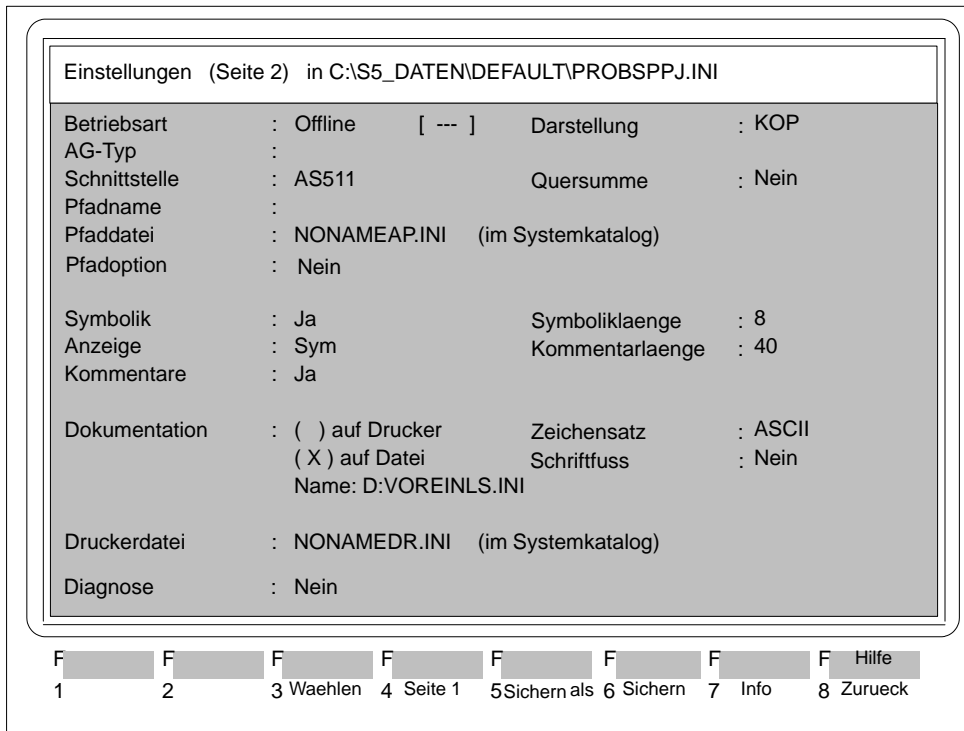 Einstellungen (Seite 2) in C:\S5_DATEN\DEFAULT\PROBSPPJ.INI
Betriebsart : Offline [ --- ] Darstellung : KOP
AG-Typ :
Schnittstelle : AS511 Quersumme : Nein
Pfadname :
Pfaddatei : NONAMEAP.INI (im Systemkatalog)
Pfadoption : Nein
Symbolik : Ja Symboliklaenge : 8
Anzeige : Sym Kommentarlaenge : 40
Kommentare : Ja
Dokumentation : ( ) auf Drucker Zeichensatz : ASCII
( X ) auf Datei Schriftfuss : Nein
Name: D:VOREINLS.INI
Druckerdatei : NONAMEDR.INI (im Systemkatalog)
Diagnose : Nein
F F F F F F F F Hilfe
1 2 3 Waehlen 4 Seite 1 5 Sichern als 6 Sichern 7 Info 8 Zurueck